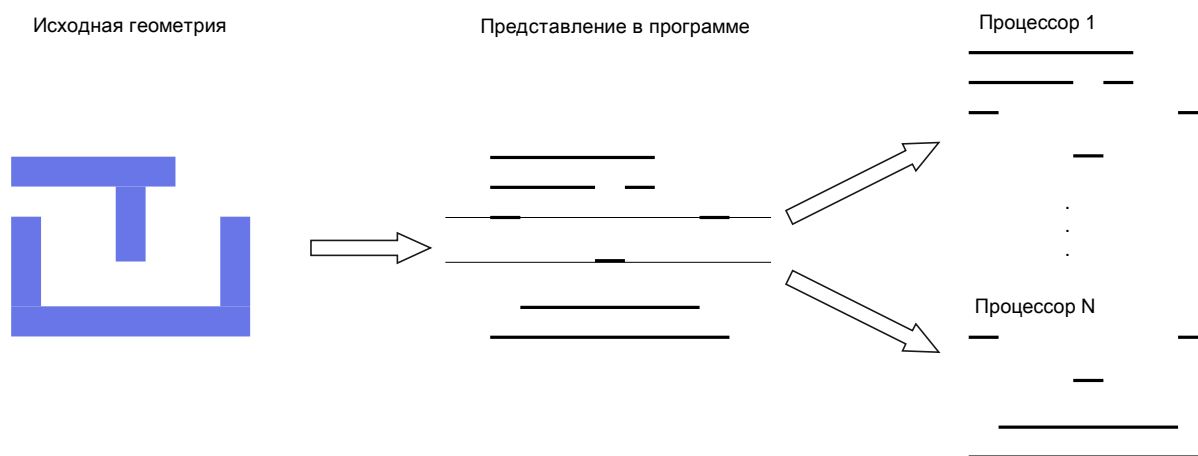 Исходная геометрия
Представление в программе
Процессор 1
Процессор N